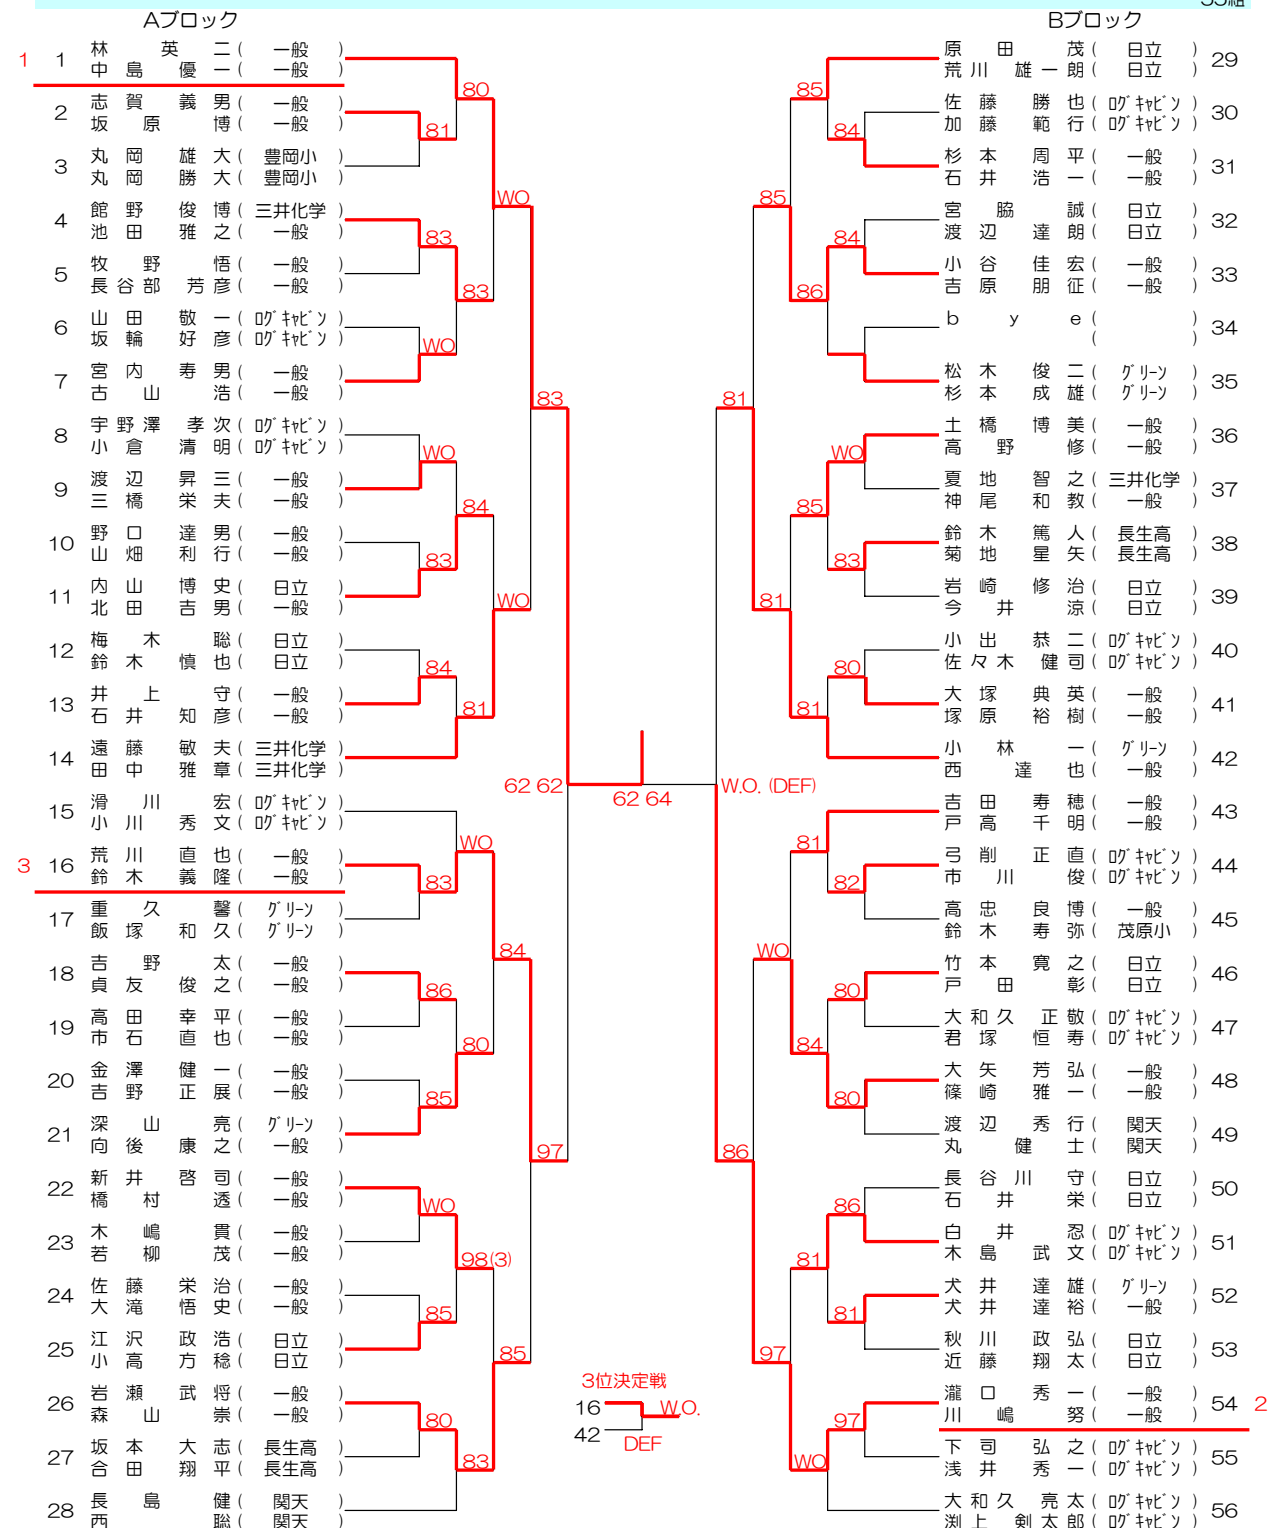 Aブロック
Bブロック
1 1 林 英二 ( 一般 )
中島 優一 ( 一般 )
2 志賀 義男 ( 一般 )
坂原 博 ( 一般 )
3 丸岡 雄大 ( 豊岡小 )
丸岡 勝大 ( 豊岡小 )
4 館野 俊博 ( 三井化学 )
池田 雅之 ( 一般 )
5 牧野 悟 ( 一般 )
長谷部 芳彦 ( 一般 )
6 山田 敬一 ( ログキャビン )
坂輪 好彦 ( ログキャビン )
7 宮内 寿男 ( 一般 )
古山 浩 ( 一般 )
8 宇野澤 孝次 ( ログキャビン )
小倉 清明 ( ログキャビン )
9 渡辺 昇三 ( 一般 )
三橋 栄夫 ( 一般 )
10 野口 達男 ( 一般 )
山畑 利行 ( 一般 )
11 内山 博史 ( 日立 )
北田 吉男 ( 一般 )
12 梅木 聡 ( 日立 )
鈴木 慎也 ( 日立 )
13 井上 守 ( 一般 )
石井 知彦 ( 一般 )
14 遠藤 敏夫 ( 三井化学 )
田中 雅章 ( 三井化学 )
15 滑川 宏 ( ログキャビン )
小川 秀文 ( ログキャビン )
3 16 荒川 直也 ( 一般 )
鈴木 義隆 ( 一般 )
17 重久 馨 ( グリーン )
飯塚 和久 ( グリーン )
18 吉野 太 ( 一般 )
貞友 俊之 ( 一般 )
19 高田 幸平 ( 一般 )
市石 直也 ( 一般 )
20 金澤 健一 ( 一般 )
吉野 正展 ( 一般 )
21 深山 亮 ( グリーン )
向後 康之 ( 一般 )
22 新井 啓司 ( 一般 )
橋村 透 ( 一般 )
23 木嶋 貫 ( 一般 )
若柳 茂 ( 一般 )
24 佐藤 栄治 ( 一般 )
大滝 悟史 ( 一般 )
25 江沢 政浩 ( 日立 )
小高 方稔 ( 日立 )
26 岩瀬 武将 ( 一般 )
森山 崇 ( 一般 )
27 坂本 大志 ( 長生高 )
合田 翔平 ( 長生高 )
28 長島 健 ( 関天 )
西 聡 ( 関天 )
80
81
WO
83
83
WO
83
WO
84
83
WO
84
81
62 62
WO
83
84
86
80
85
97
WO
98(3)
85
85
80
83
62 64
3位決定戦
16 W.O.
42 DEF
W.O. (DEF)
85
84
85
84
86
81
WO
85
83
81
80
81
81
82
WO
80
84
80
86
86
81
81
97
97
WO
原田 茂 ( 日立 ) 29
荒川 雄一朗 ( 日立 )
佐藤 勝也 ( ログキャビン ) 30
加藤 範行 ( ログキャビン )
杉本 周平 ( 一般 ) 31
石井 浩一 ( 一般 )
宮脇 誠 ( 日立 ) 32
渡辺 達朗 ( 日立 )
小谷 佳宏 ( 一般 ) 33
吉原 朋征 ( 一般 )
bye ( ) 34
( )
松木 俊二 ( グリーン ) 35
杉本 成雄 ( グリーン )
土橋 博美 ( 一般 ) 36
高野 修 ( 一般 )
夏地 智之 ( 三井化学 ) 37
神尾 和教 ( 一般 )
鈴木 篤人 ( 長生高 ) 38
菊地 星矢 ( 長生高 )
岩崎 修治 ( 日立 ) 39
今井 涼 ( 日立 )
小出 恭二 ( ログキャビン ) 40
佐々木 健司 ( ログキャビン )
大塚 典英 ( 一般 ) 41
塚原 裕樹 ( 一般 )
小林 一 ( グリーン ) 42
西 達也 ( 一般 )
吉田 寿穂 ( 一般 ) 43
戸高 千明 ( 一般 )
弓削 正直 ( ログキャビン ) 44
市川 俊 ( ログキャビン )
高忠 良博 ( 一般 ) 45
鈴木 寿弥 ( 茂原小 )
竹本 寛之 ( 日立 ) 46
戸田 彰 ( 日立 )
大和久 正敬 ( ログキャビン ) 47
君塚 恒寿 ( ログキャビン )
大矢 芳弘 ( 一般 ) 48
篠崎 雅一 ( 一般 )
渡辺 秀行 ( 関天 ) 49
丸 健士 ( 関天 )
長谷川 守 ( 日立 ) 50
石井 栄 ( 日立 )
白井 忍 ( ログキャビン ) 51
木島 武文 ( ログキャビン )
犬井 達雄 ( グリーン ) 52
犬井 達裕 ( 一般 )
秋川 政弘 ( 日立 ) 53
近藤 翔太 ( 日立 )
瀧口 秀一 ( 一般 ) 54 2
川嶋 努 ( 一般 )
下司 弘之 ( ログキャビン ) 55
浅井 秀一 ( ログキャビン )
大和久 亮太 ( ログキャビン ) 56
渕上 剣太郎 ( ログキャビン )